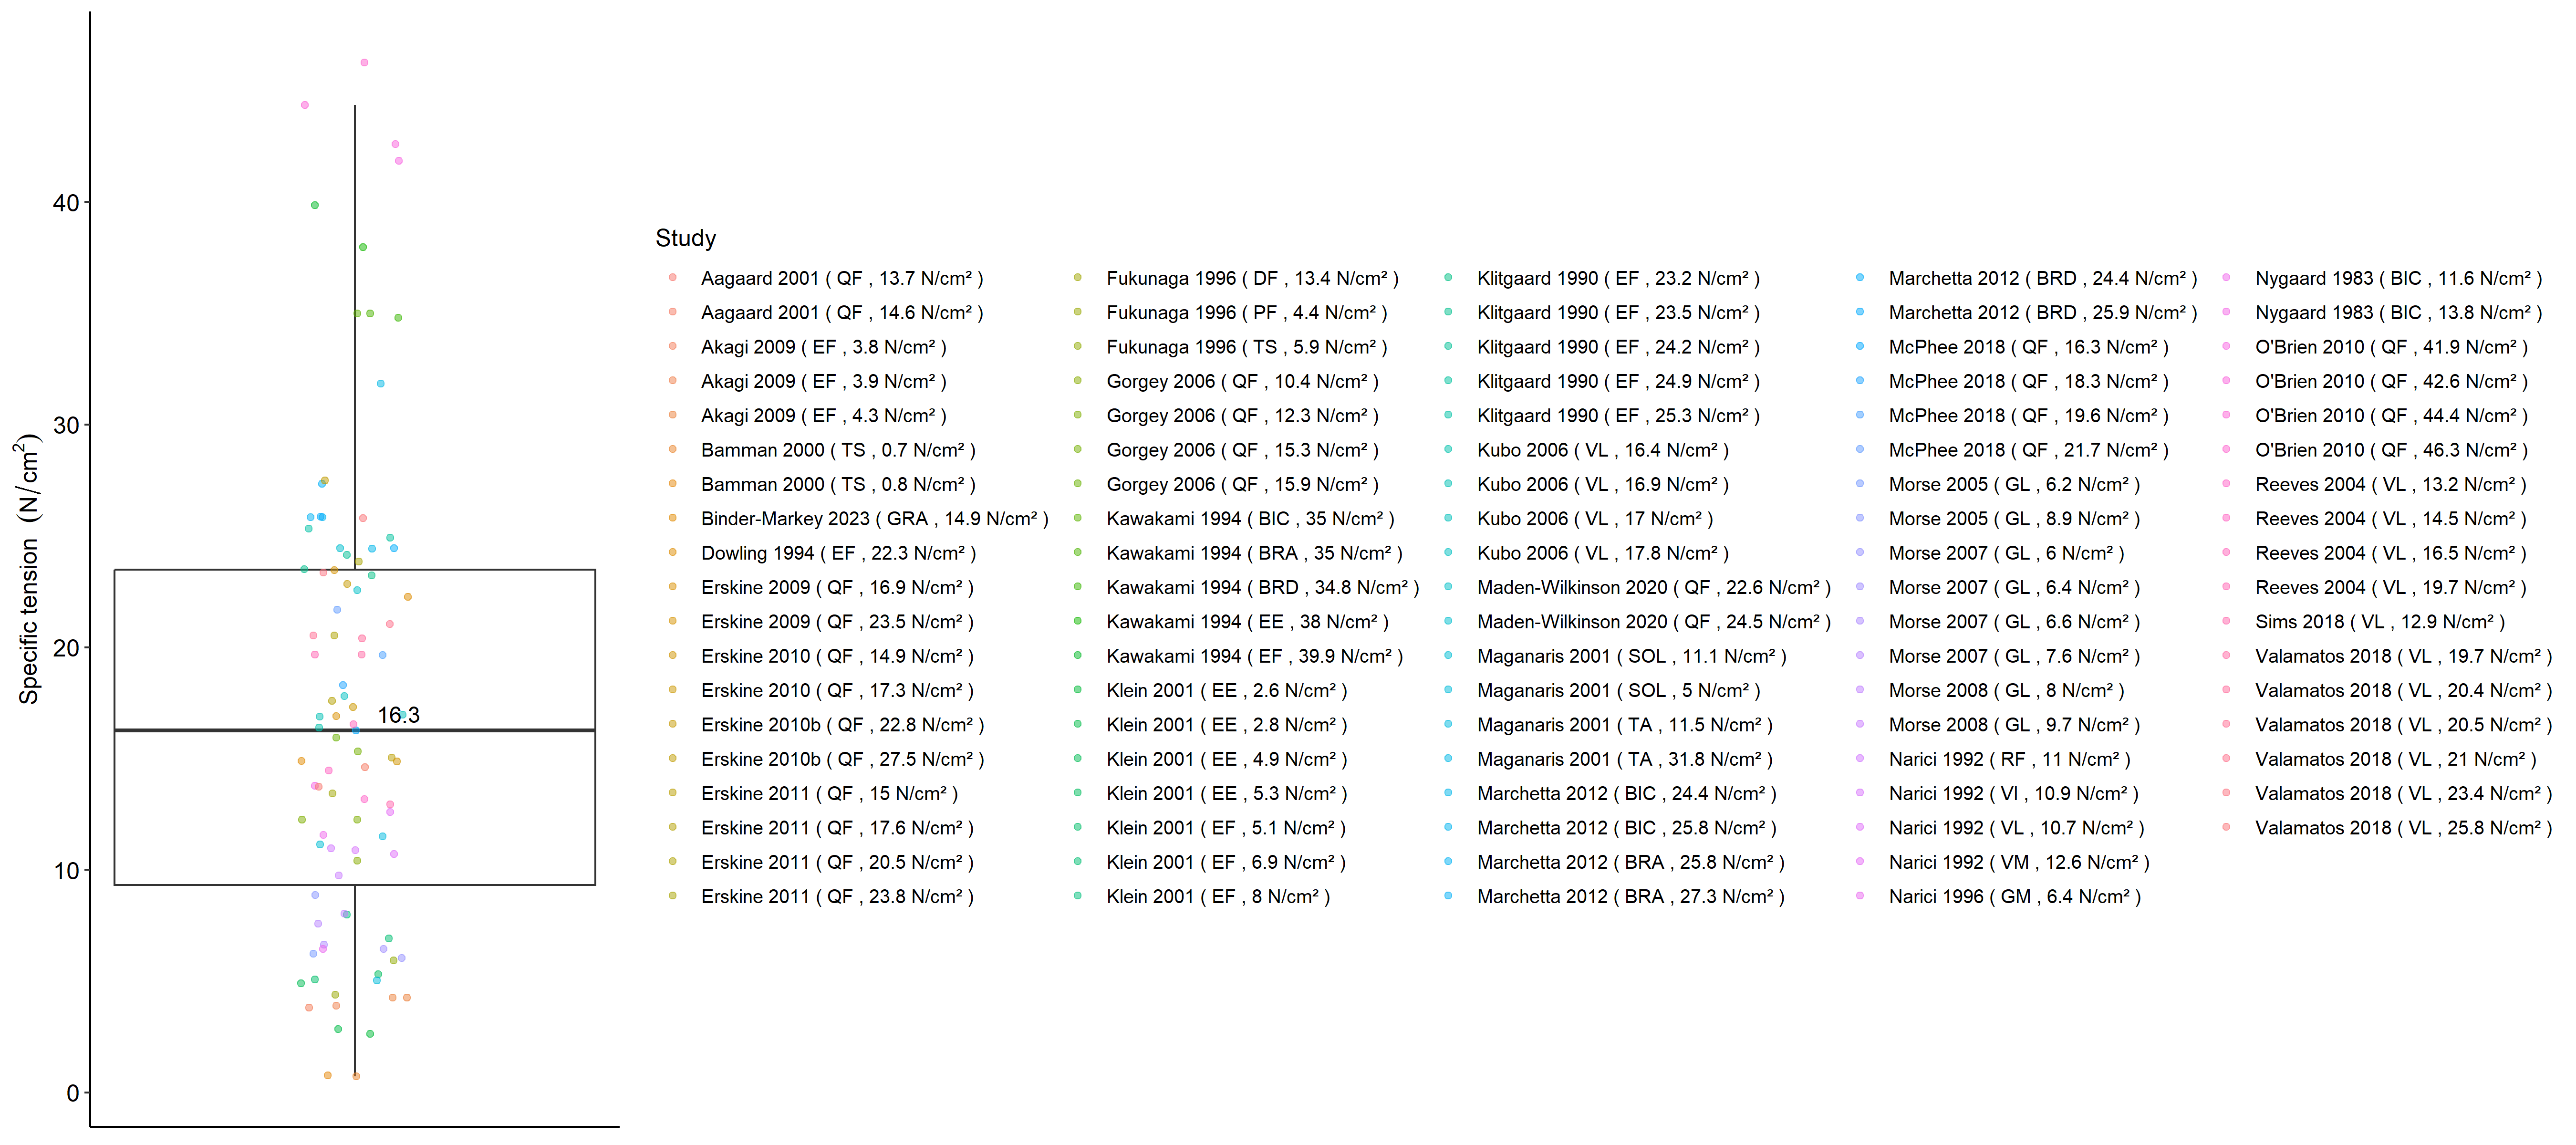 Specific tension (N/cm²)
40
30
20
10
0
16.3
Study
Aagaard 2001 ( QF , 13.7 N/cm² )
Aagaard 2001 ( QF , 14.6 N/cm² )
Akagi 2009 ( EF , 3.8 N/cm² )
Akagi 2009 ( EF , 3.9 N/cm² )
Akagi 2009 ( EF , 4.3 N/cm² )
Bamman 2000 ( TS , 0.7 N/cm² )
Bamman 2000 ( TS , 0.8 N/cm² )
Binder-Markey 2023 ( GRA , 14.9 N/cm² )
Dowling 1994 ( EF , 22.3 N/cm² )
Erskine 2009 ( QF , 16.9 N/cm² )
Erskine 2009 ( QF , 23.5 N/cm² )
Erskine 2010 ( QF , 14.9 N/cm² )
Erskine 2010 ( QF , 17.3 N/cm² )
Erskine 2010b ( QF , 22.8 N/cm² )
Erskine 2010b ( QF , 27.5 N/cm² )
Erskine 2011 ( QF , 15 N/cm² )
Erskine 2011 ( QF , 17.6 N/cm² )
Erskine 2011 ( QF , 20.5 N/cm² )
Erskine 2011 ( QF , 23.8 N/cm² )
Fukunaga 1996 ( DF , 13.4 N/cm² )
Fukunaga 1996 ( PF , 4.4 N/cm² )
Fukunaga 1996 ( TS , 5.9 N/cm² )
Gorgey 2006 ( QF , 10.4 N/cm² )
Gorgey 2006 ( QF , 12.3 N/cm² )
Gorgey 2006 ( QF , 15.3 N/cm² )
Gorgey 2006 ( QF , 15.9 N/cm² )
Kawakami 1994 ( BIC , 35 N/cm² )
Kawakami 1994 ( BRA , 35 N/cm² )
Kawakami 1994 ( BRD , 34.8 N/cm² )
Kawakami 1994 ( EE , 38 N/cm² )
Kawakami 1994 ( EF , 39.9 N/cm² )
Klein 2001 ( EE , 2.6 N/cm² )
Klein 2001 ( EE , 2.8 N/cm² )
Klein 2001 ( EE , 4.9 N/cm² )
Klein 2001 ( EE , 5.3 N/cm² )
Klein 2001 ( EF , 5.1 N/cm² )
Klein 2001 ( EF , 6.9 N/cm² )
Klein 2001 ( EF , 8 N/cm² )
Klitgaard 1990 ( EF , 23.2 N/cm² )
Klitgaard 1990 ( EF , 23.5 N/cm² )
Klitgaard 1990 ( EF , 24.2 N/cm² )
Klitgaard 1990 ( EF , 24.9 N/cm² )
Klitgaard 1990 ( EF , 25.3 N/cm² )
Kubo 2006 ( VL , 16.4 N/cm² )
Kubo 2006 ( VL , 16.9 N/cm² )
Kubo 2006 ( VL , 17 N/cm² )
Kubo 2006 ( VL , 17.8 N/cm² )
Maden-Wilkinson 2020 ( QF , 22.6 N/cm² )
Maden-Wilkinson 2020 ( QF , 24.5 N/cm² )
Maganaris 2001 ( SOL , 11.1 N/cm² )
Maganaris 2001 ( SOL , 5 N/cm² )
Maganaris 2001 ( TA , 11.5 N/cm² )
Maganaris 2001 ( TA , 31.8 N/cm² )
Marchetta 2012 ( BIC , 24.4 N/cm² )
Marchetta 2012 ( BIC , 25.8 N/cm² )
Marchetta 2012 ( BRA , 25.8 N/cm² )
Marchetta 2012 ( BRA , 27.3 N/cm² )
Marchetta 2012 ( BRD , 24.4 N/cm² )
Marchetta 2012 ( BRD , 25.9 N/cm² )
McPhee 2018 ( QF , 16.3 N/cm² )
McPhee 2018 ( QF , 18.3 N/cm² )
McPhee 2018 ( QF , 19.6 N/cm² )
McPhee 2018 ( QF , 21.7 N/cm² )
Morse 2005 ( GL , 6.2 N/cm² )
Morse 2005 ( GL , 8.9 N/cm² )
Morse 2007 ( GL , 6 N/cm² )
Morse 2007 ( GL , 6.4 N/cm² )
Morse 2007 ( GL , 6.6 N/cm² )
Morse 2007 ( GL , 7.6 N/cm² )
Morse 2008 ( GL , 8 N/cm² )
Morse 2008 ( GL , 9.7 N/cm² )
Narici 1992 ( RF , 11 N/cm² )
Narici 1992 ( VI , 10.9 N/cm² )
Narici 1992 ( VL , 10.7 N/cm² )
Narici 1992 ( VM , 12.6 N/cm² )
Narici 1996 ( GM , 6.4 N/cm² )
Nygaard 1983 ( BIC , 11.6 N/cm² )
Nygaard 1983 ( BIC , 13.8 N/cm² )
O'Brien 2010 ( QF , 41.9 N/cm² )
O'Brien 2010 ( QF , 42.6 N/cm² )
O'Brien 2010 ( QF , 44.4 N/cm² )
O'Brien 2010 ( QF , 46.3 N/cm² )
Reeves 2004 ( VL , 13.2 N/cm² )
Reeves 2004 ( VL , 14.5 N/cm² )
Reeves 2004 ( VL , 16.5 N/cm² )
Reeves 2004 ( VL , 19.7 N/cm² )
Sims 2018 ( VL , 12.9 N/cm² )
Valamatos 2018 ( VL , 19.7 N/cm² )
Valamatos 2018 ( VL , 20.4 N/cm² )
Valamatos 2018 ( VL , 20.5 N/cm² )
Valamatos 2018 ( VL , 21 N/cm² )
Valamatos 2018 ( VL , 23.4 N/cm² )
Valamatos 2018 ( VL , 25.8 N/cm² )